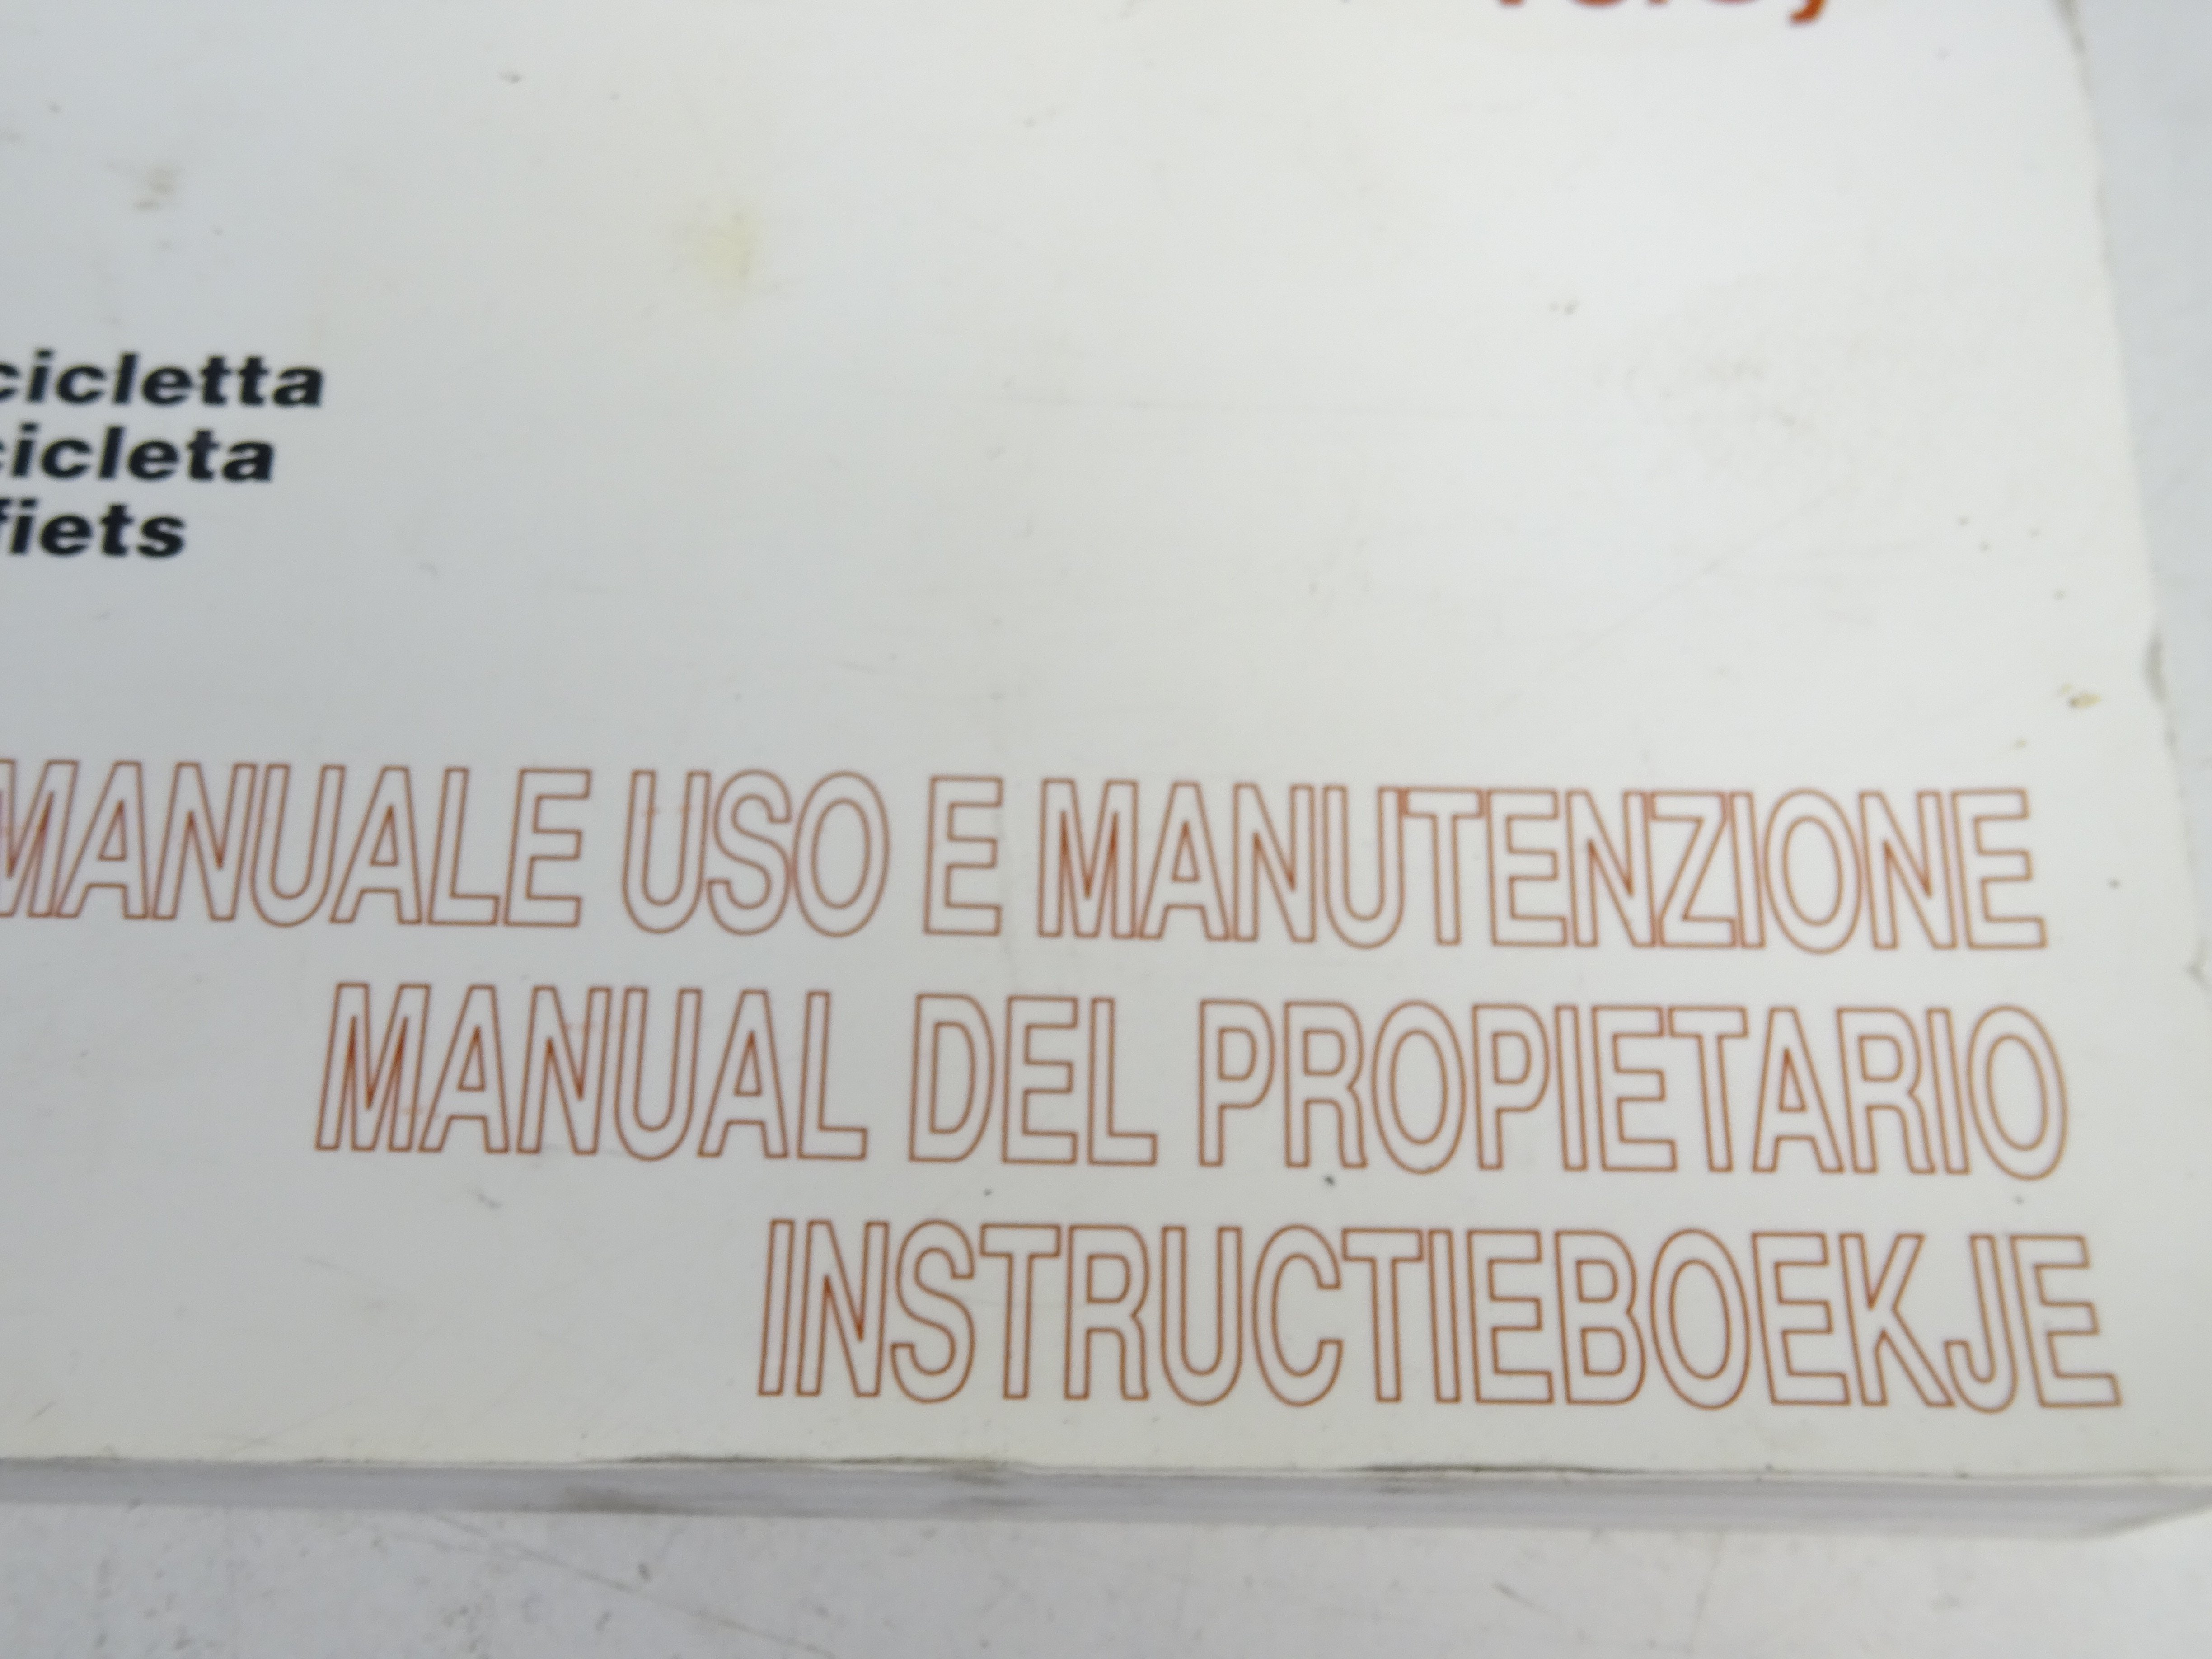 cicletta
cicleta
fiets
MANUALE USO E MANUTENZIONE
MANUAL DEL PROPIETARIO
INSTRUCTIEBOEKJE